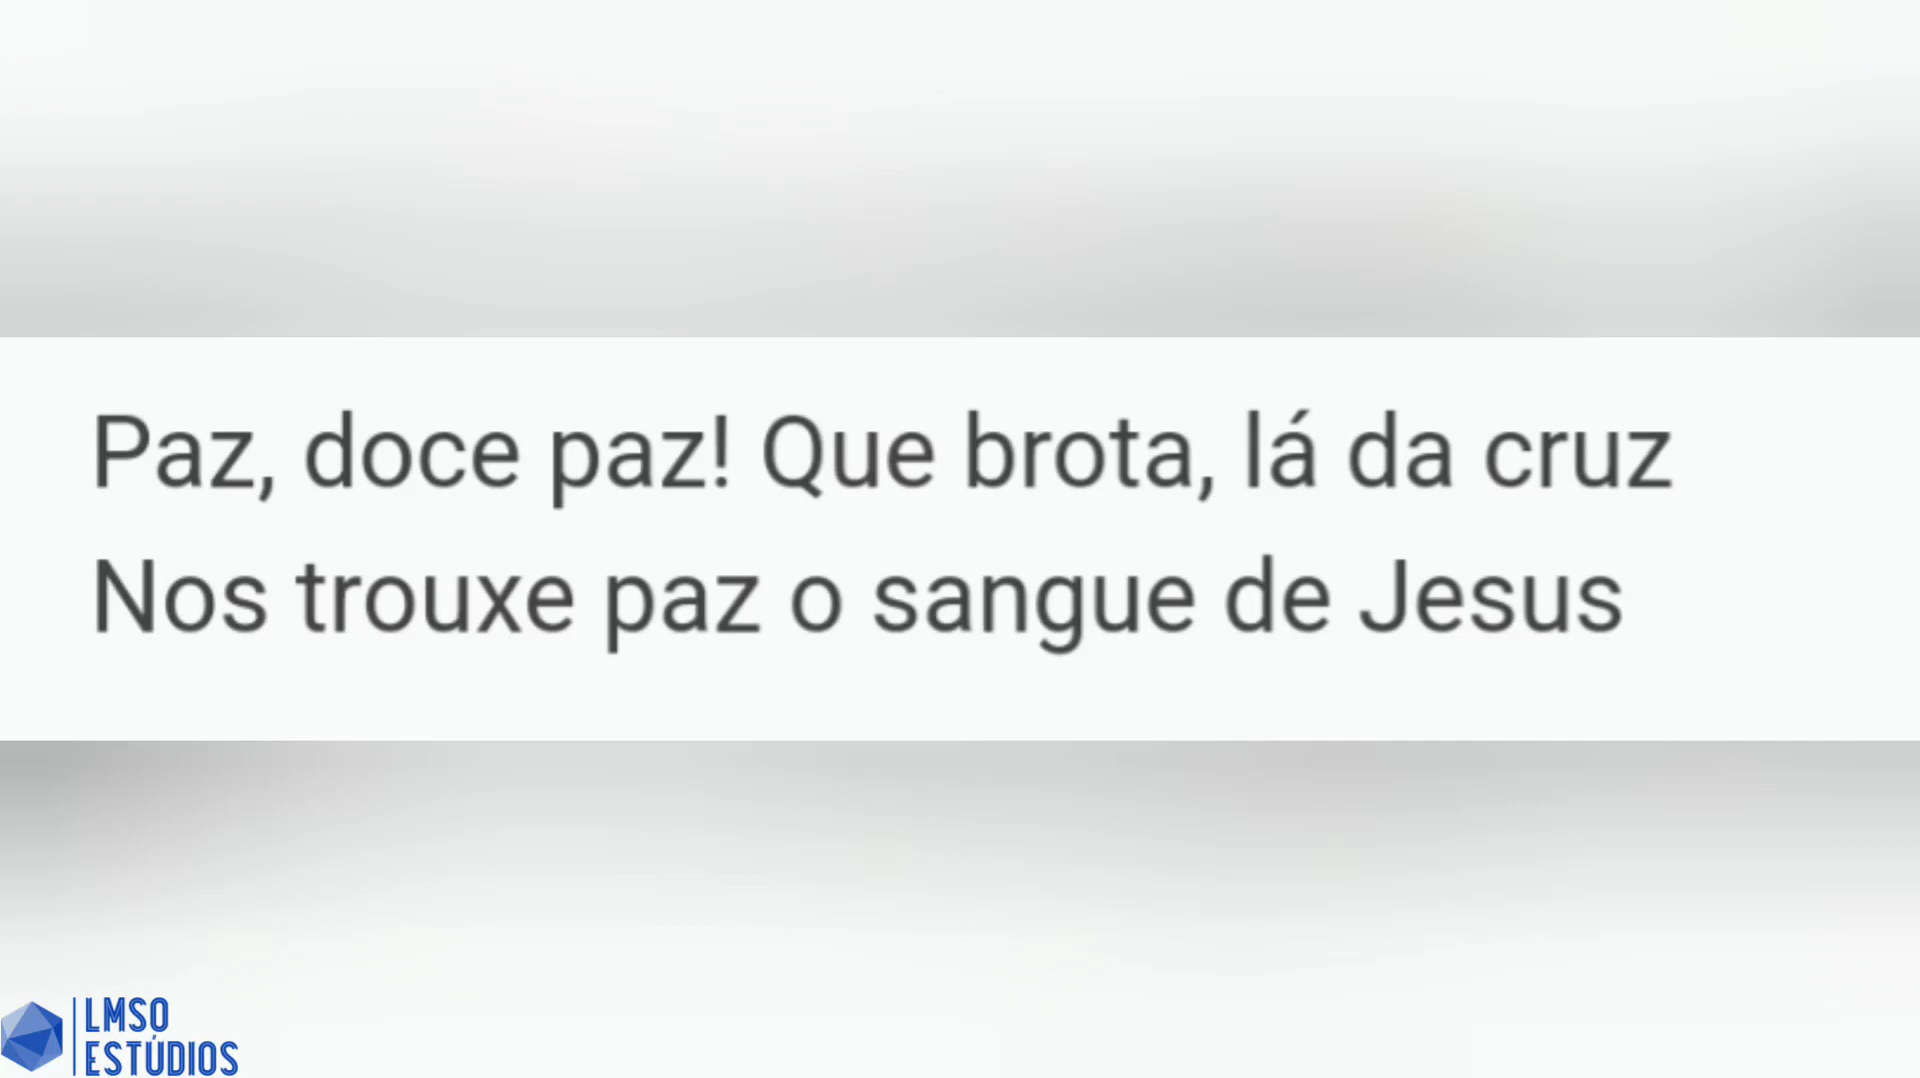 Paz, doce paz! Que brota, lá da cruz
Nos trouxe paz o sangue de Jesus
LMSO
ESTÚDIOS